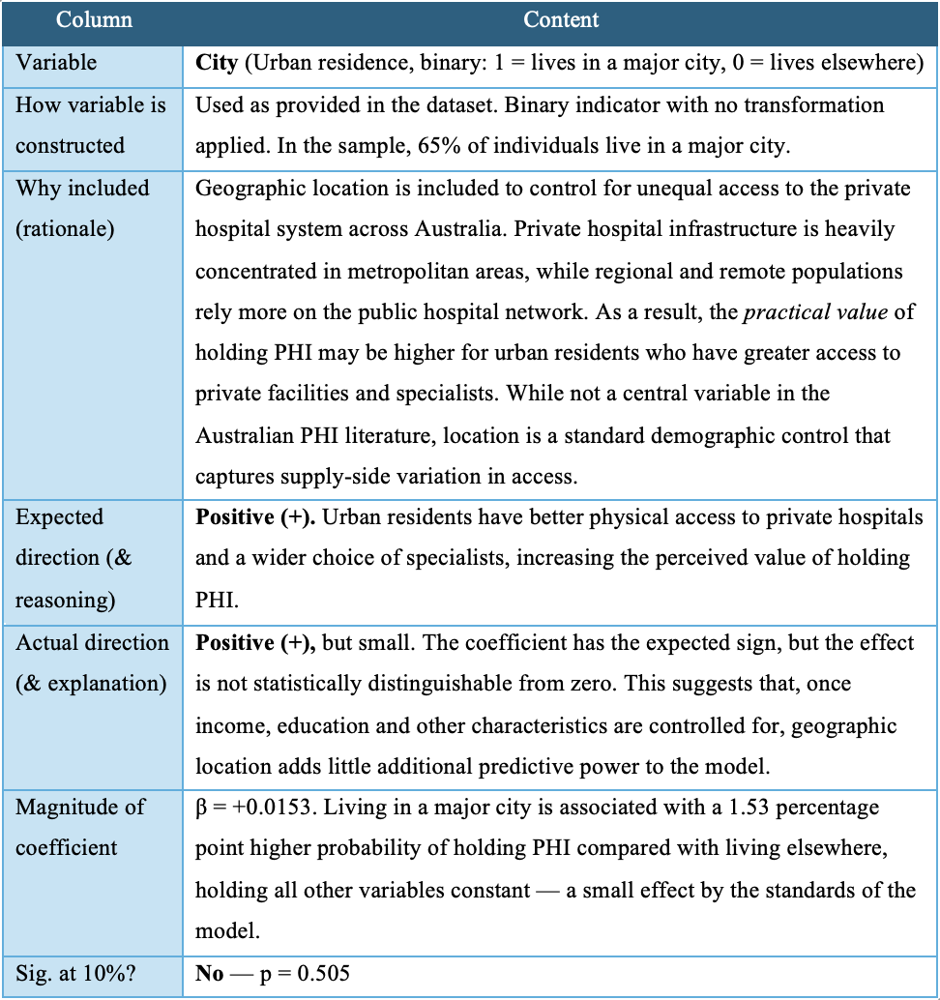 Column Content
Variable City (Urban residence, binary: 1 = lives in a major city, 0 = lives elsewhere)
How variable is constructed Used as provided in the dataset. Binary indicator with no transformation
applied. In the sample, 65% of individuals live in a major city.
Why included (rationale) Geographic location is included to control for unequal access to the private
hospital system across Australia. Private hospital infrastructure is heavily
concentrated in metropolitan areas, while regional and remote populations
rely more on the public hospital network. As a result, the practical value of
holding PHI may be higher for urban residents who have greater access to
private facilities and specialists. While not a central variable in the
Australian PHI literature, location is a standard demographic control that
captures supply-side variation in access.
Expected direction (& reasoning) Positive (+). Urban residents have better physical access to private hospitals
and a wider choice of specialists, increasing the perceived value of holding
PHI.
Actual direction (& explanation) Positive (+), but small. The coefficient has the expected sign, but the effect
is not statistically distinguishable from zero. This suggests that, once
income, education and other characteristics are controlled for, geographic
location adds little additional predictive power to the model.
Magnitude of coefficient β = +0.0153. Living in a major city is associated with a 1.53 percentage
point higher probability of holding PHI compared with living elsewhere,
holding all other variables constant — a small effect by the standards of the
model.
Sig. at 10%? No — p = 0.505